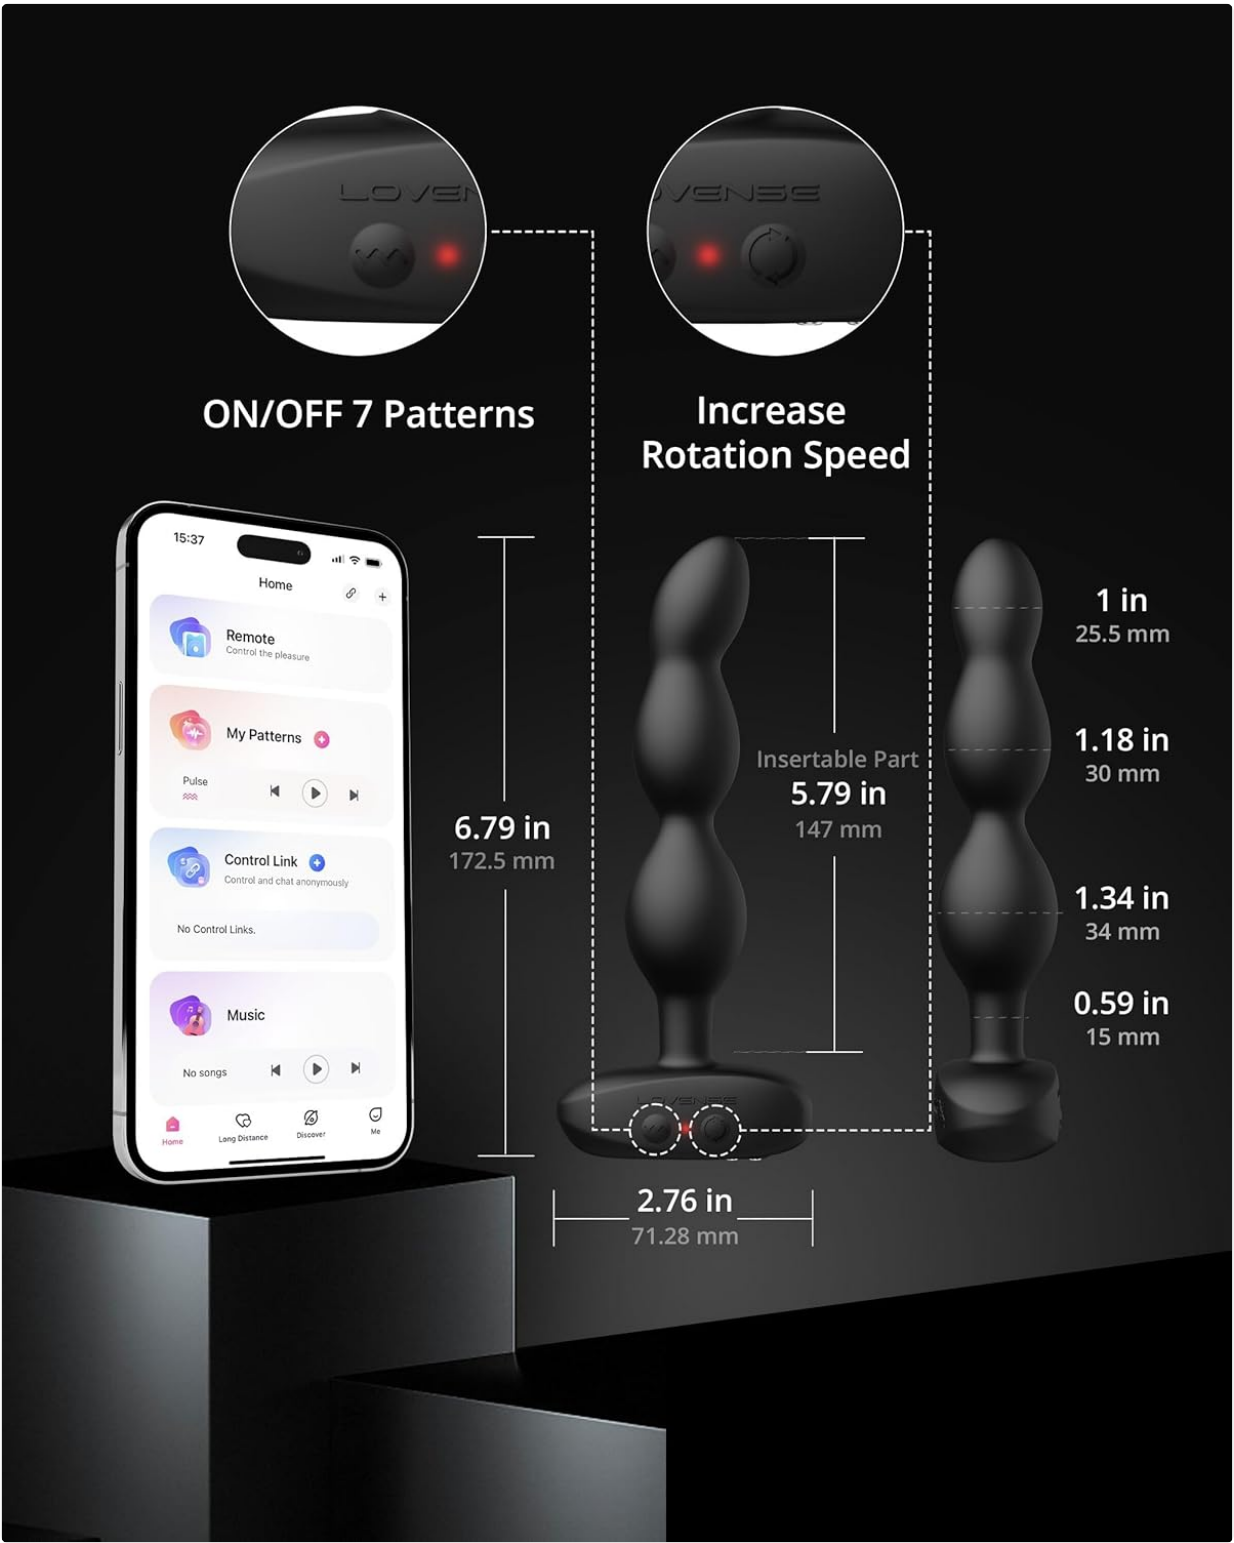 LOVEN
OVENSE
ON/OFF 7 Patterns
Increase
Rotation Speed
15:37
Home
Remote
Control the pleasure
My Patterns
Pulse
Control Link
Control and chat anonymously
No Control Links.
Music
No songs
Home
Long Distance
Discover
Me
6.79 in
172.5 mm
Insertable Part
5.79 in
147 mm
1 in
25.5 mm
1.18 in
30 mm
1.34 in
34 mm
0.59 in
15 mm
LOVENSE
2.76 in
71.28 mm